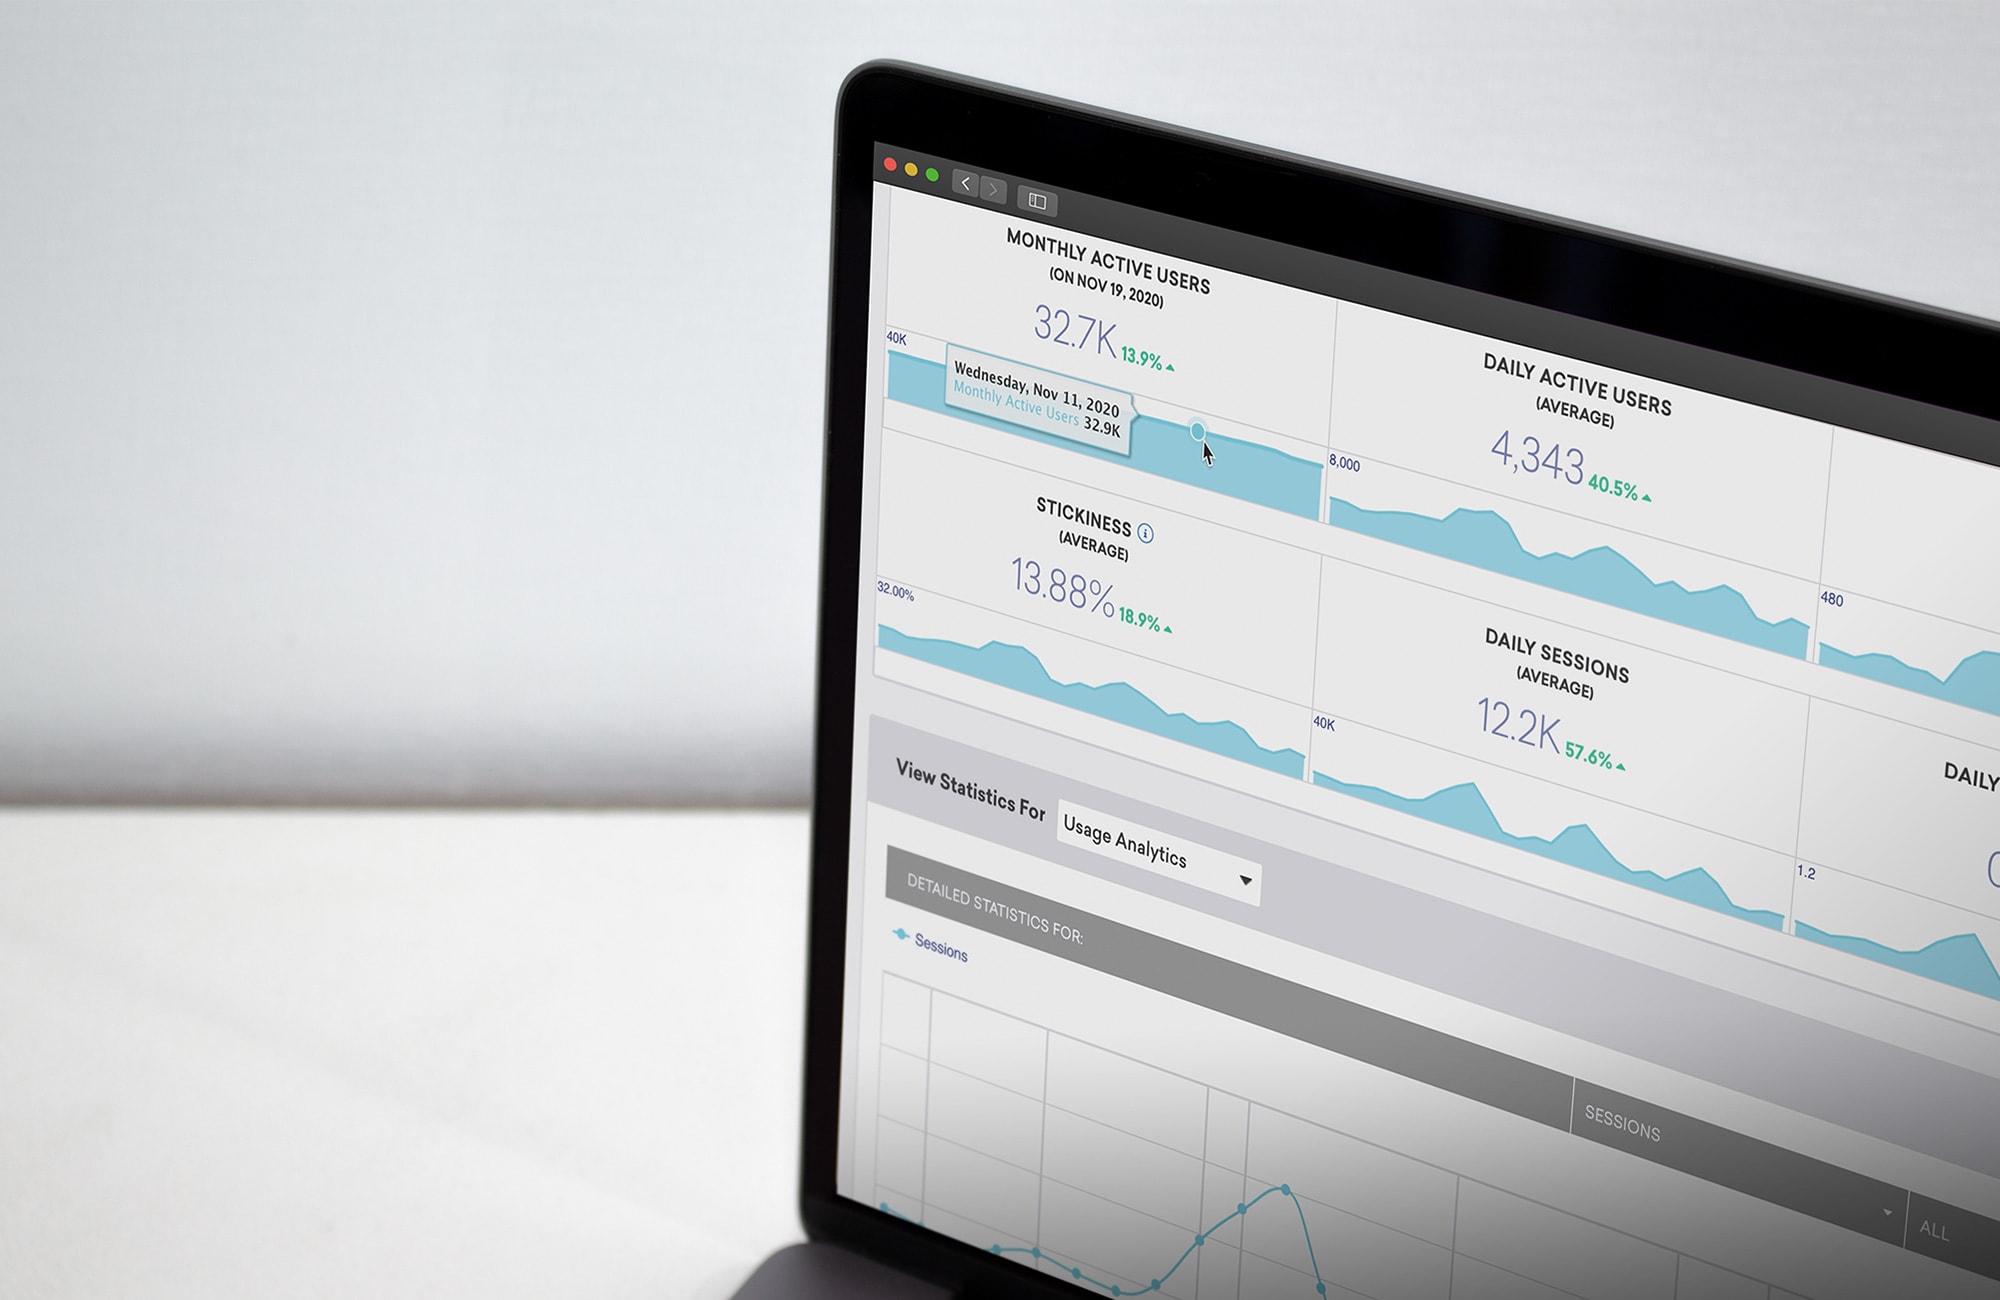 MONTHLY ACTIVE USERS
(ON NOV 19, 2020)
32.7K 13.9%
40K
Wednesday, Nov 11, 2020
Monthly Active Users 32.9K
DAILY ACTIVE USERS
(AVERAGE)
4,343 40.5%
8,000
480
STICKINESS
(AVERAGE)
13.88% 18.9%
32.00%
DAILY SESSIONS
(AVERAGE)
12.2K 57.6%
40K
DAILY
1.2
View Statistics For Usage Analytics
DETAILED STATISTICS FOR:
SESSIONS
ALL
Sessions